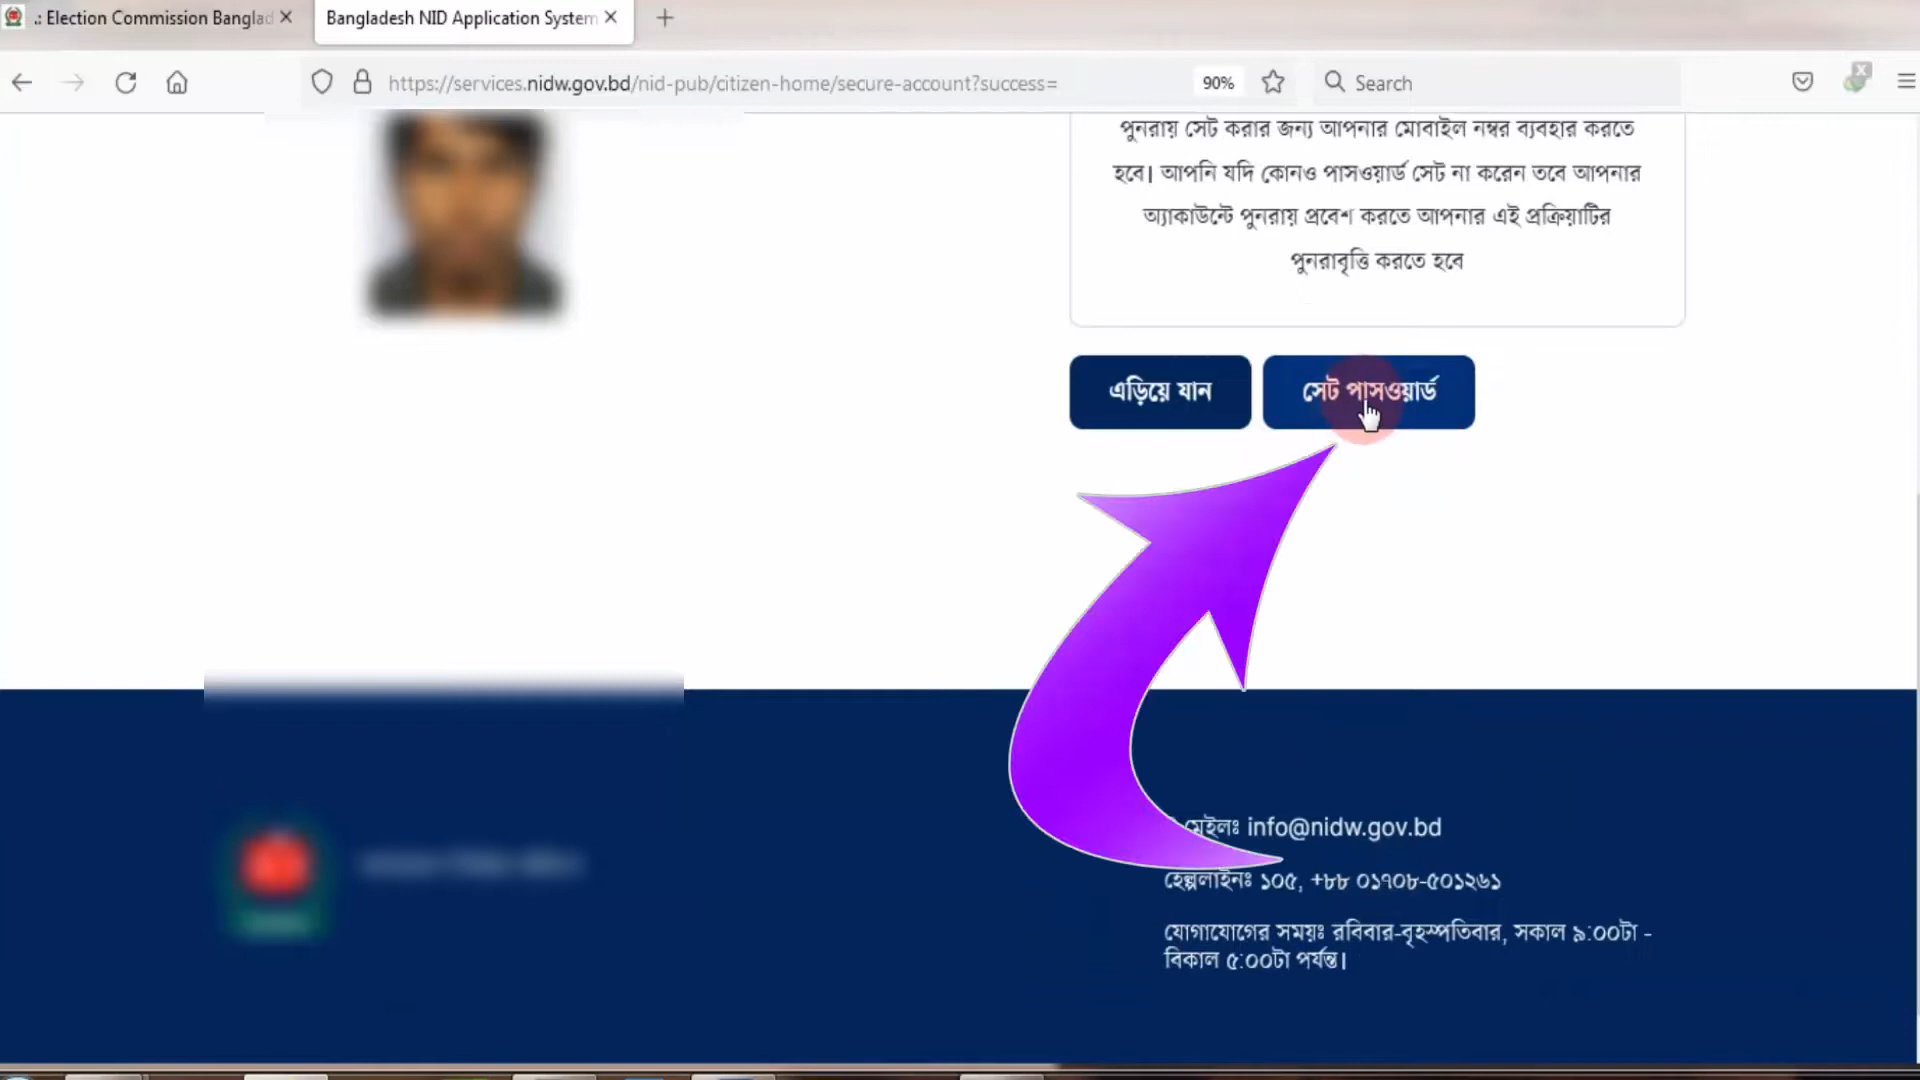 .: Election Commission Banglad
Bangladesh NID Application System
https://services.nidw.gov.bd/nid-pub/citizen-home/secure-account?success=
90%
Search
পুনরায় সেট করার জন্য আপনার মোবাইল নম্বর ব্যবহার করতে
হবে। আপনি যদি কোনও পাসওয়ার্ড সেট না করেন তবে আপনার
অ্যাকাউন্টে পুনরায় প্রবেশ করতে আপনার এই প্রক্রিয়াটির
পুনরাবৃত্তি করতে হবে
এড়িয়ে যান
সেট পাসওয়ার্ড
মেইলঃ info@nidw.gov.bd
হেল্পলাইনঃ ১০৫, +৮৮ ০১৭০৮-৫০১২৬১
যোগাযোগের সময়ঃ রবিবার-বৃহস্পতিবার, সকাল ৯:০০টা -
বিকাল ৫:০০টা পর্যন্ত।